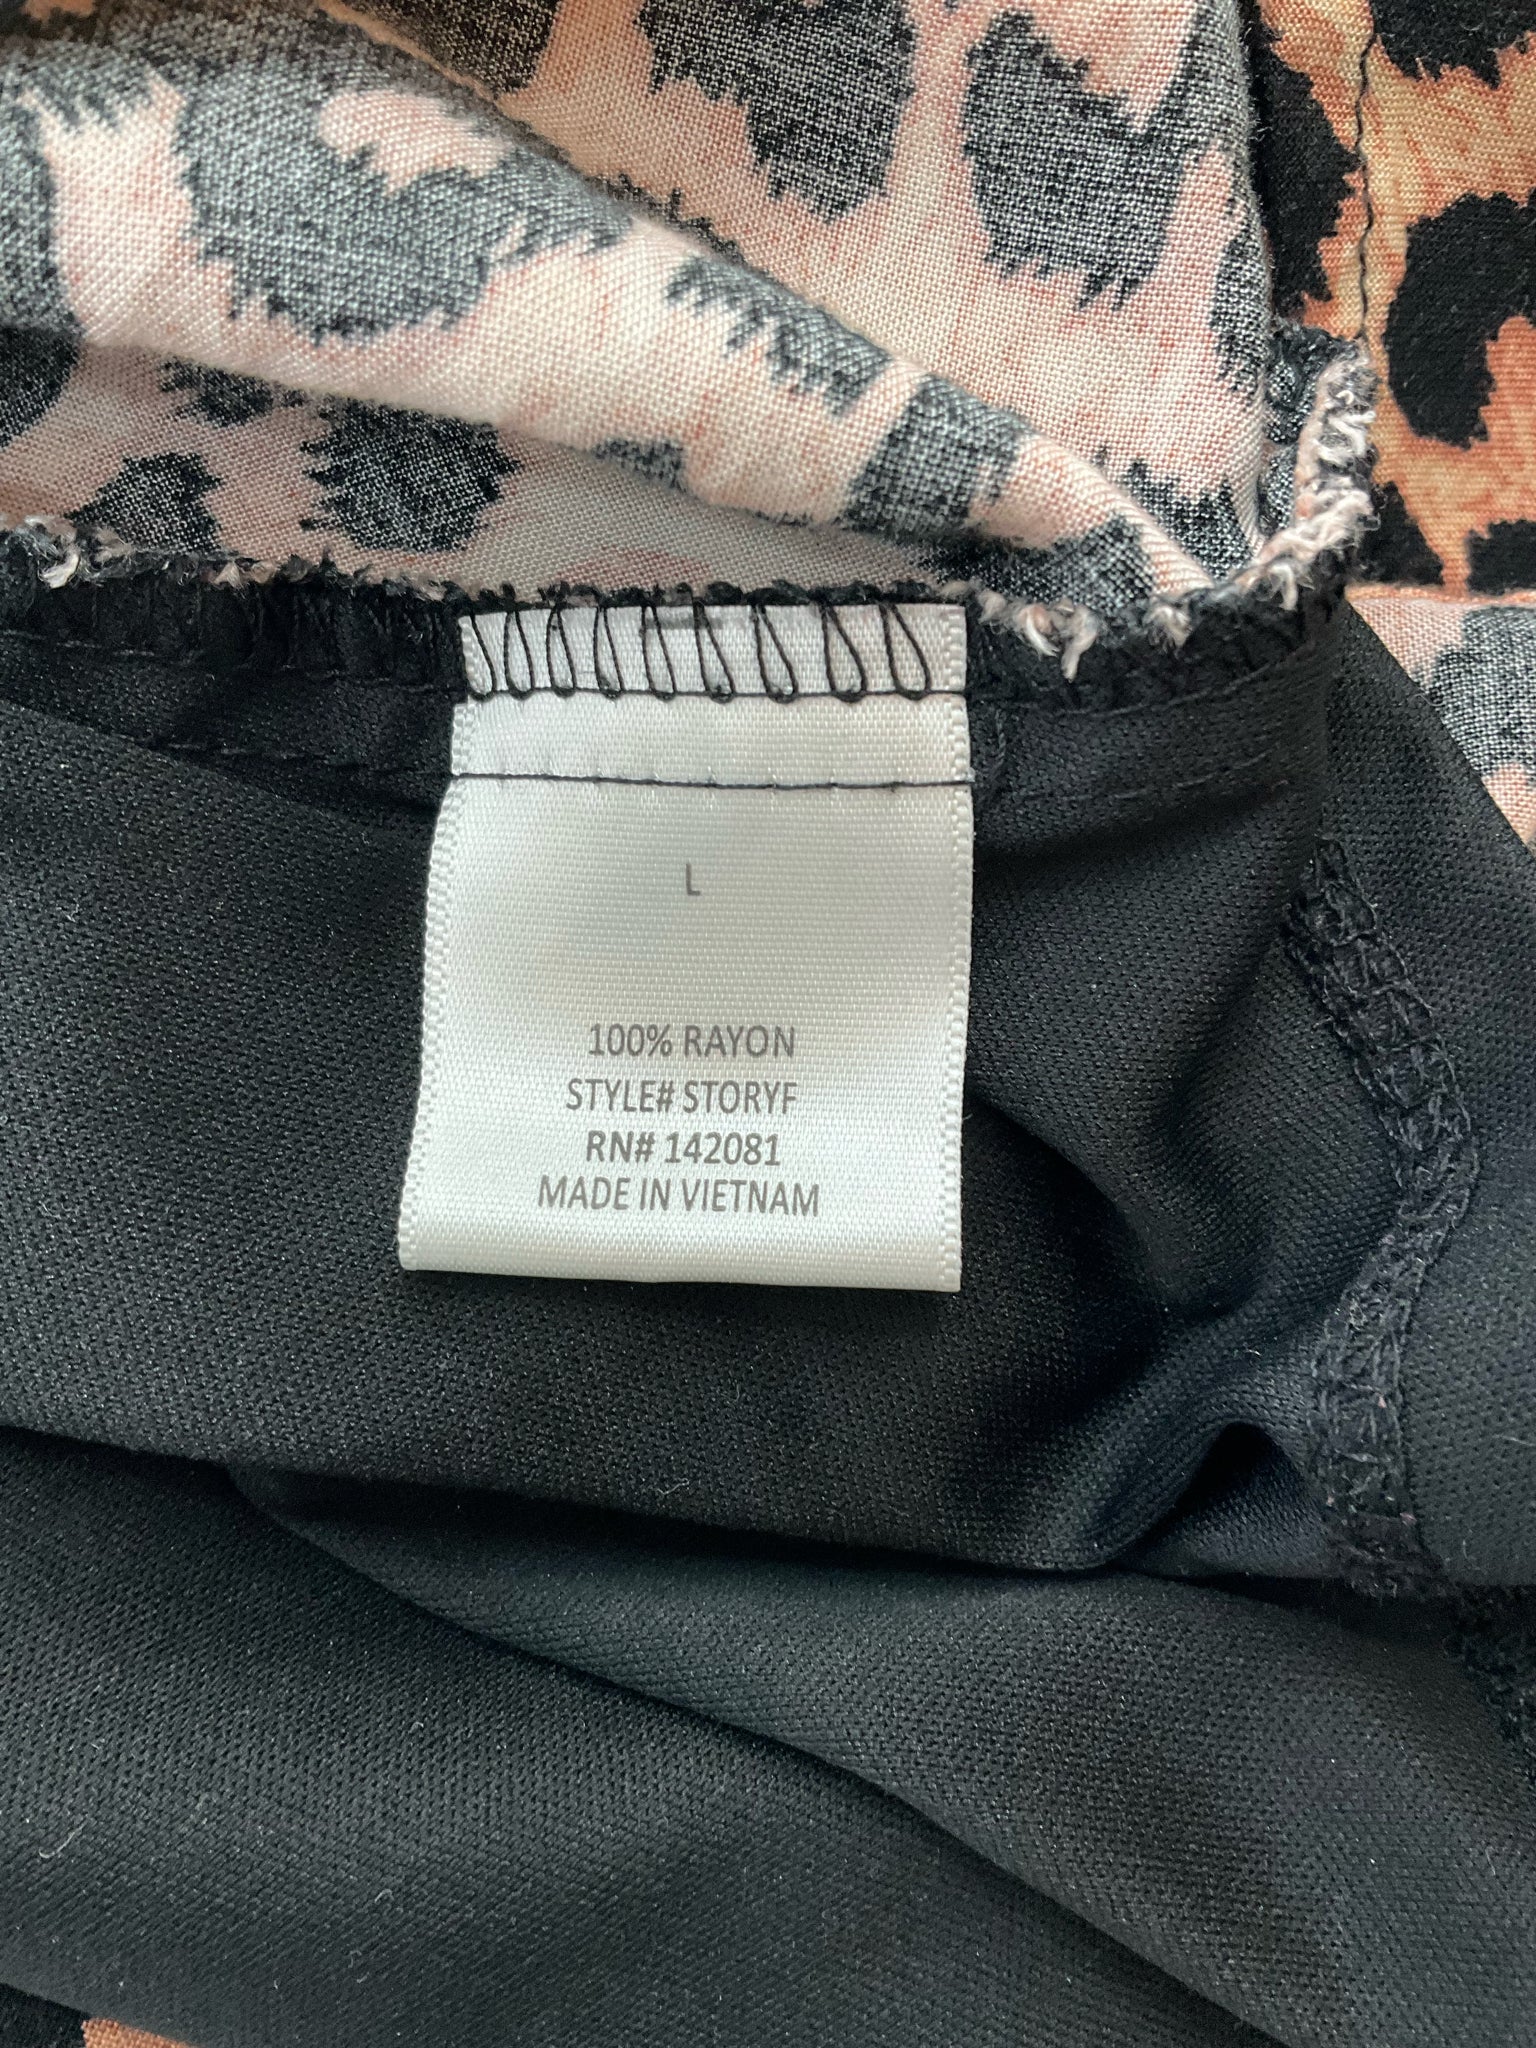 L
100% RAYON
STYLE# STORYF
RN# 142081
MADE IN VIETNAM